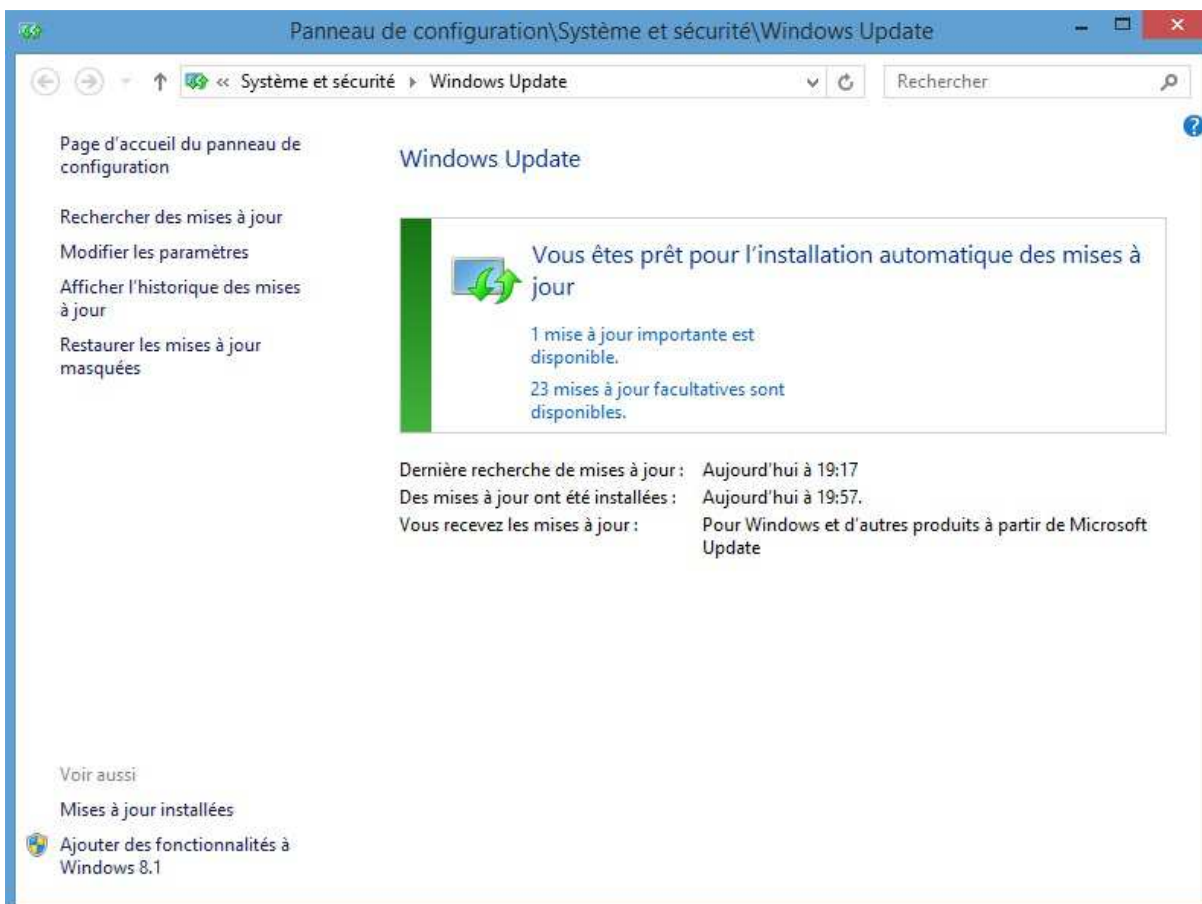 Panneau de configuration\Système et sécurité\Windows Update
« Système et sécurité Windows Update
Rechercher
Page d'accueil du panneau de
configuration
Rechercher des mises à jour
Modifier les paramètres
Afficher l'historique des mises
à jour
Restaurer les mises à jour
masquées
Windows Update
Vous êtes prêt pour l'installation automatique des mises à
jour
1 mise à jour importante est
disponible.
23 mises à jour facultatives sont
disponibles.
Dernière recherche de mises à jour : Aujourd'hui à 19:17
Des mises à jour ont été installées : Aujourd'hui à 19:57.
Vous recevez les mises à jour : Pour Windows et d'autres produits à partir de Microsoft
Update
Voir aussi
Mises à jour installées
Ajouter des fonctionnalités à
Windows 8.1